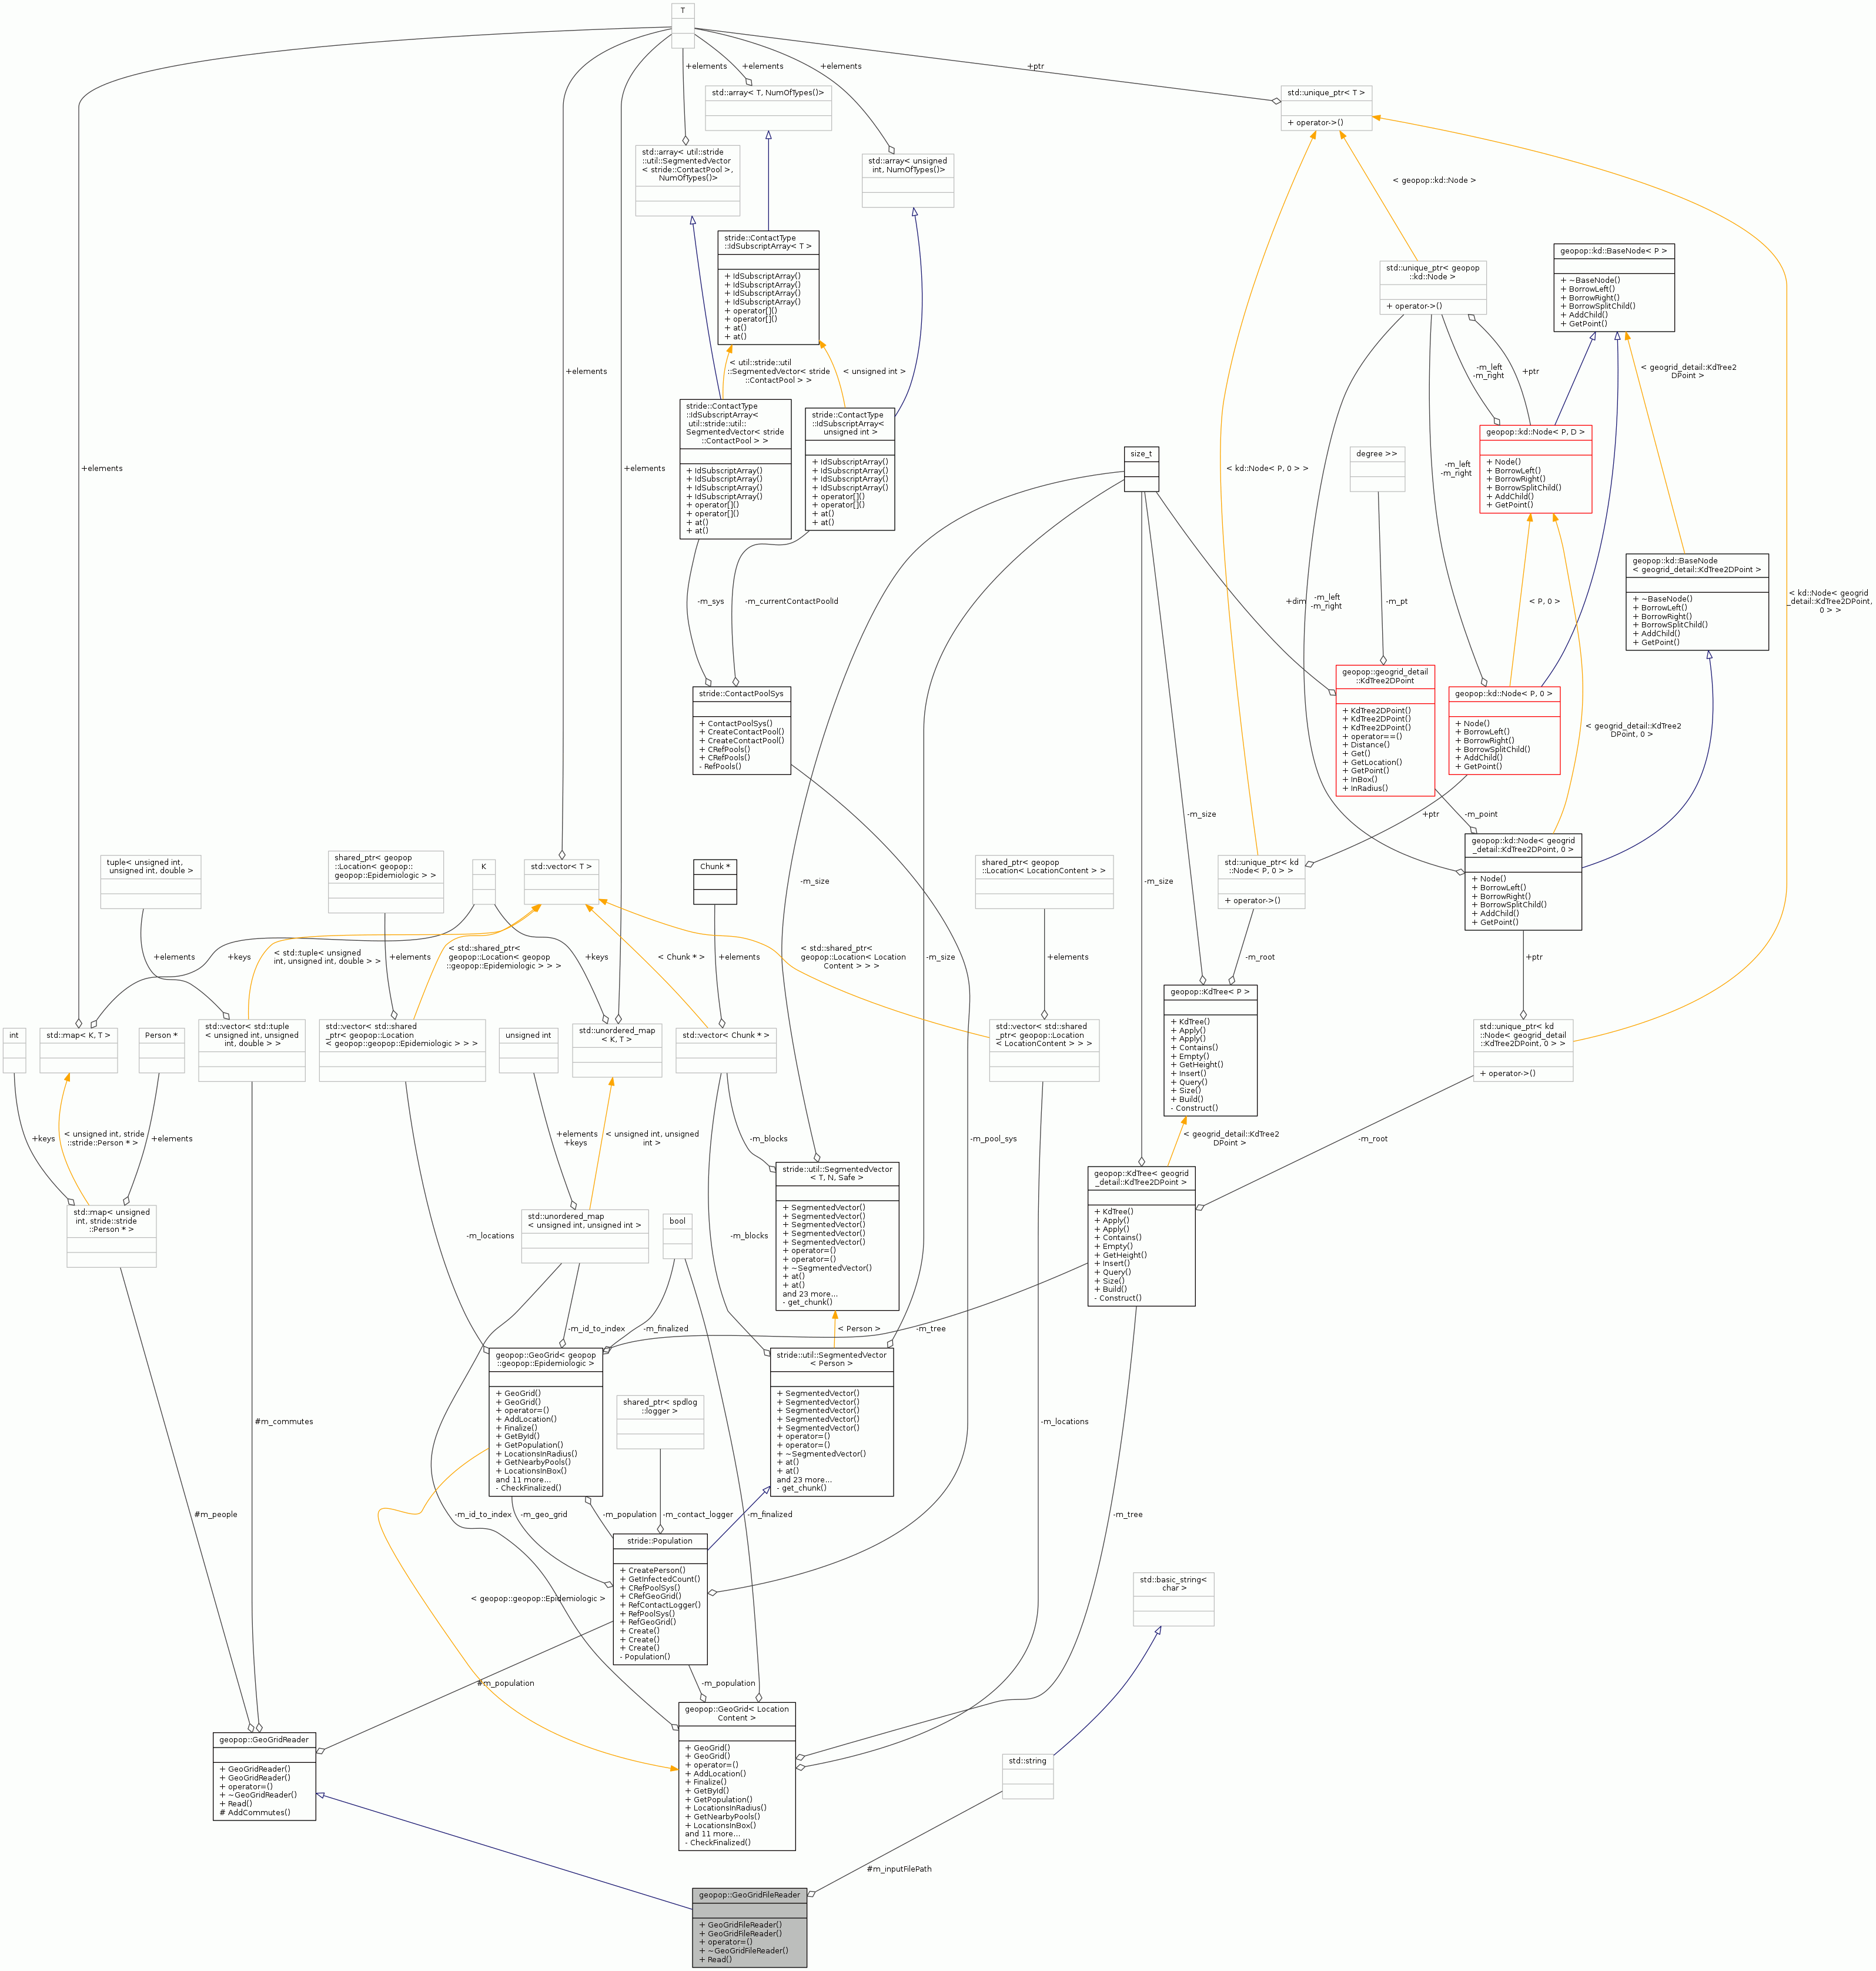 T
+elements
+elements
+elements
+ptr
std::array< T, NumOfTypes()>
std::unique_ptr< T >
+ operator->()
std::array< util::stride
::util::SegmentedVector
< stride::ContactPool >,
NumOfTypes()>
std::array< unsigned
int, NumOfTypes()>
< geopop::kd::Node >
stride::ContactType
::IdSubscriptArray< T >
+ IdSubscriptArray()
+ IdSubscriptArray()
+ IdSubscriptArray()
+ IdSubscriptArray()
+ operator[]()
+ operator[]()
+ at()
+ at()
std::unique_ptr< geopop
::kd::Node >
+ operator->()
geopop::kd::BaseNode< P >
+ ~BaseNode()
+ BorrowLeft()
+ BorrowRight()
+ BorrowSplitChild()
+ AddChild()
+ GetPoint()
+elements
< util::stride::util
::SegmentedVector< stride
::ContactPool > >
< unsigned int >
-m_left
-m_right
+ptr
< geogrid_detail::KdTree2
DPoint >
stride::ContactType
::IdSubscriptArray<
util::stride::util::
SegmentedVector< stride
::ContactPool > >
+ IdSubscriptArray()
+ IdSubscriptArray()
+ IdSubscriptArray()
+ IdSubscriptArray()
+ operator[]()
+ operator[]()
+ at()
+ at()
stride::ContactType
::IdSubscriptArray<
unsigned int >
+ IdSubscriptArray()
+ IdSubscriptArray()
+ IdSubscriptArray()
+ IdSubscriptArray()
+ operator[]()
+ operator[]()
+ at()
+ at()
geopop::kd::Node< P, D >
+ Node()
+ BorrowLeft()
+ BorrowRight()
+ BorrowSplitChild()
+ AddChild()
+ GetPoint()
+elements
+elements
size_t
degree >>
< kd::Node< P, 0 > >
-m_left
-m_right
geopop::kd::BaseNode
< geogrid_detail::KdTree2DPoint >
+ ~BaseNode()
+ BorrowLeft()
+ BorrowRight()
+ BorrowSplitChild()
+ AddChild()
+ GetPoint()
-m_sys
-m_currentContactPoolId
+dim
-m_left
-m_right
-m_pt
< P, 0 >
< kd::Node< geogrid
_detail::KdTree2DPoint,
0 > >
stride::ContactPoolSys
+ ContactPoolSys()
+ CreateContactPool()
+ CreateContactPool()
+ CRefPools()
+ CRefPools()
- RefPools()
geopop::geogrid_detail
::KdTree2DPoint
+ KdTree2DPoint()
+ KdTree2DPoint()
+ KdTree2DPoint()
+ operator==()
+ Distance()
+ Get()
+ GetLocation()
+ GetPoint()
+ InBox()
+ InRadius()
geopop::kd::Node< P, 0 >
+ Node()
+ BorrowLeft()
+ BorrowRight()
+ BorrowSplitChild()
+ AddChild()
+ GetPoint()
< geogrid_detail::KdTree2
DPoint, 0 >
-m_size
+ptr
-m_point
tuple< unsigned int,
unsigned int, double >
shared_ptr< geopop
::Location< geopop::
geopop::Epidemiologic > >
K
std::vector< T >
Chunk *
-m_size
shared_ptr< geopop
::Location< LocationContent > >
-m_size
std::unique_ptr< kd
::Node< P, 0 > >
+ operator->()
geopop::kd::Node< geogrid
_detail::KdTree2DPoint, 0 >
+ Node()
+ BorrowLeft()
+ BorrowRight()
+ BorrowSplitChild()
+ AddChild()
+ GetPoint()
+elements
+keys
< std::tuple< unsigned
int, unsigned int, double > >
+elements
< std::shared_ptr<
geopop::Location< geopop
::geopop::Epidemiologic > > >
+keys
< Chunk * >
+elements
< std::shared_ptr<
geopop::Location< Location
Content > > >
-m_size
+elements
-m_root
+ptr
int
std::map< K, T >
Person *
std::vector< std::tuple
< unsigned int, unsigned
int, double > >
std::vector< std::shared
_ptr< geopop::Location
< geopop::geopop::Epidemiologic > > >
unsigned int
std::unordered_map
< K, T >
std::vector< Chunk * >
std::vector< std::shared
_ptr< geopop::Location
< LocationContent > > >
geopop::KdTree< P >
+ KdTree()
+ Apply()
+ Apply()
+ Contains()
+ Empty()
+ GetHeight()
+ Insert()
+ Query()
+ Size()
+ Build()
- Construct()
std::unique_ptr< kd
::Node< geogrid_detail
::KdTree2DPoint, 0 > >
+ operator->()
+keys
< unsigned int, stride
::stride::Person * >
+elements
+elements
+keys
< unsigned int, unsigned
int >
-m_blocks
-m_pool_sys
< geogrid_detail::KdTree2
DPoint >
-m_root
std::map< unsigned
int, stride::stride
::Person * >
-m_locations
std::unordered_map
< unsigned int, unsigned int >
bool
-m_blocks
stride::util::SegmentedVector
< T, N, Safe >
+ SegmentedVector()
+ SegmentedVector()
+ SegmentedVector()
+ SegmentedVector()
+ SegmentedVector()
+ operator=()
+ operator=()
+ ~SegmentedVector()
+ at()
+ at()
and 23 more...
- get_chunk()
geopop::KdTree< geogrid
_detail::KdTree2DPoint >
+ KdTree()
+ Apply()
+ Apply()
+ Contains()
+ Empty()
+ GetHeight()
+ Insert()
+ Query()
+ Size()
+ Build()
- Construct()
-m_id_to_index
-m_finalized
< Person >
-m_tree
geopop::GeoGrid< geopop
::geopop::Epidemiologic >
+ GeoGrid()
+ GeoGrid()
+ operator=()
+ AddLocation()
+ Finalize()
+ GetById()
+ GetPopulation()
+ LocationsInRadius()
+ GetNearbyPools()
+ LocationsInBox()
and 11 more...
- CheckFinalized()
shared_ptr< spdlog
::logger >
stride::util::SegmentedVector
< Person >
+ SegmentedVector()
+ SegmentedVector()
+ SegmentedVector()
+ SegmentedVector()
+ SegmentedVector()
+ operator=()
+ operator=()
+ ~SegmentedVector()
+ at()
+ at()
and 23 more...
- get_chunk()
#m_commutes
-m_locations
#m_people
-m_id_to_index
-m_geo_grid
-m_population
-m_contact_logger
-m_finalized
-m_tree
< geopop::geopop::Epidemiologic >
stride::Population
+ CreatePerson()
+ GetInfectedCount()
+ CRefPoolSys()
+ CRefGeoGrid()
+ RefContactLogger()
+ RefPoolSys()
+ RefGeoGrid()
+ Create()
+ Create()
+ Create()
- Population()
std::basic_string<
char >
#m_population
-m_population
geopop::GeoGridReader
+ GeoGridReader()
+ GeoGridReader()
+ operator=()
+ ~GeoGridReader()
+ Read()
# AddCommutes()
geopop::GeoGrid< Location
Content >
+ GeoGrid()
+ GeoGrid()
+ operator=()
+ AddLocation()
+ Finalize()
+ GetById()
+ GetPopulation()
+ LocationsInRadius()
+ GetNearbyPools()
+ LocationsInBox()
and 11 more...
- CheckFinalized()
std::string
#m_inputFilePath
geopop::GeoGridFileReader
+ GeoGridFileReader()
+ GeoGridFileReader()
+ operator=()
+ ~GeoGridFileReader()
+ Read()